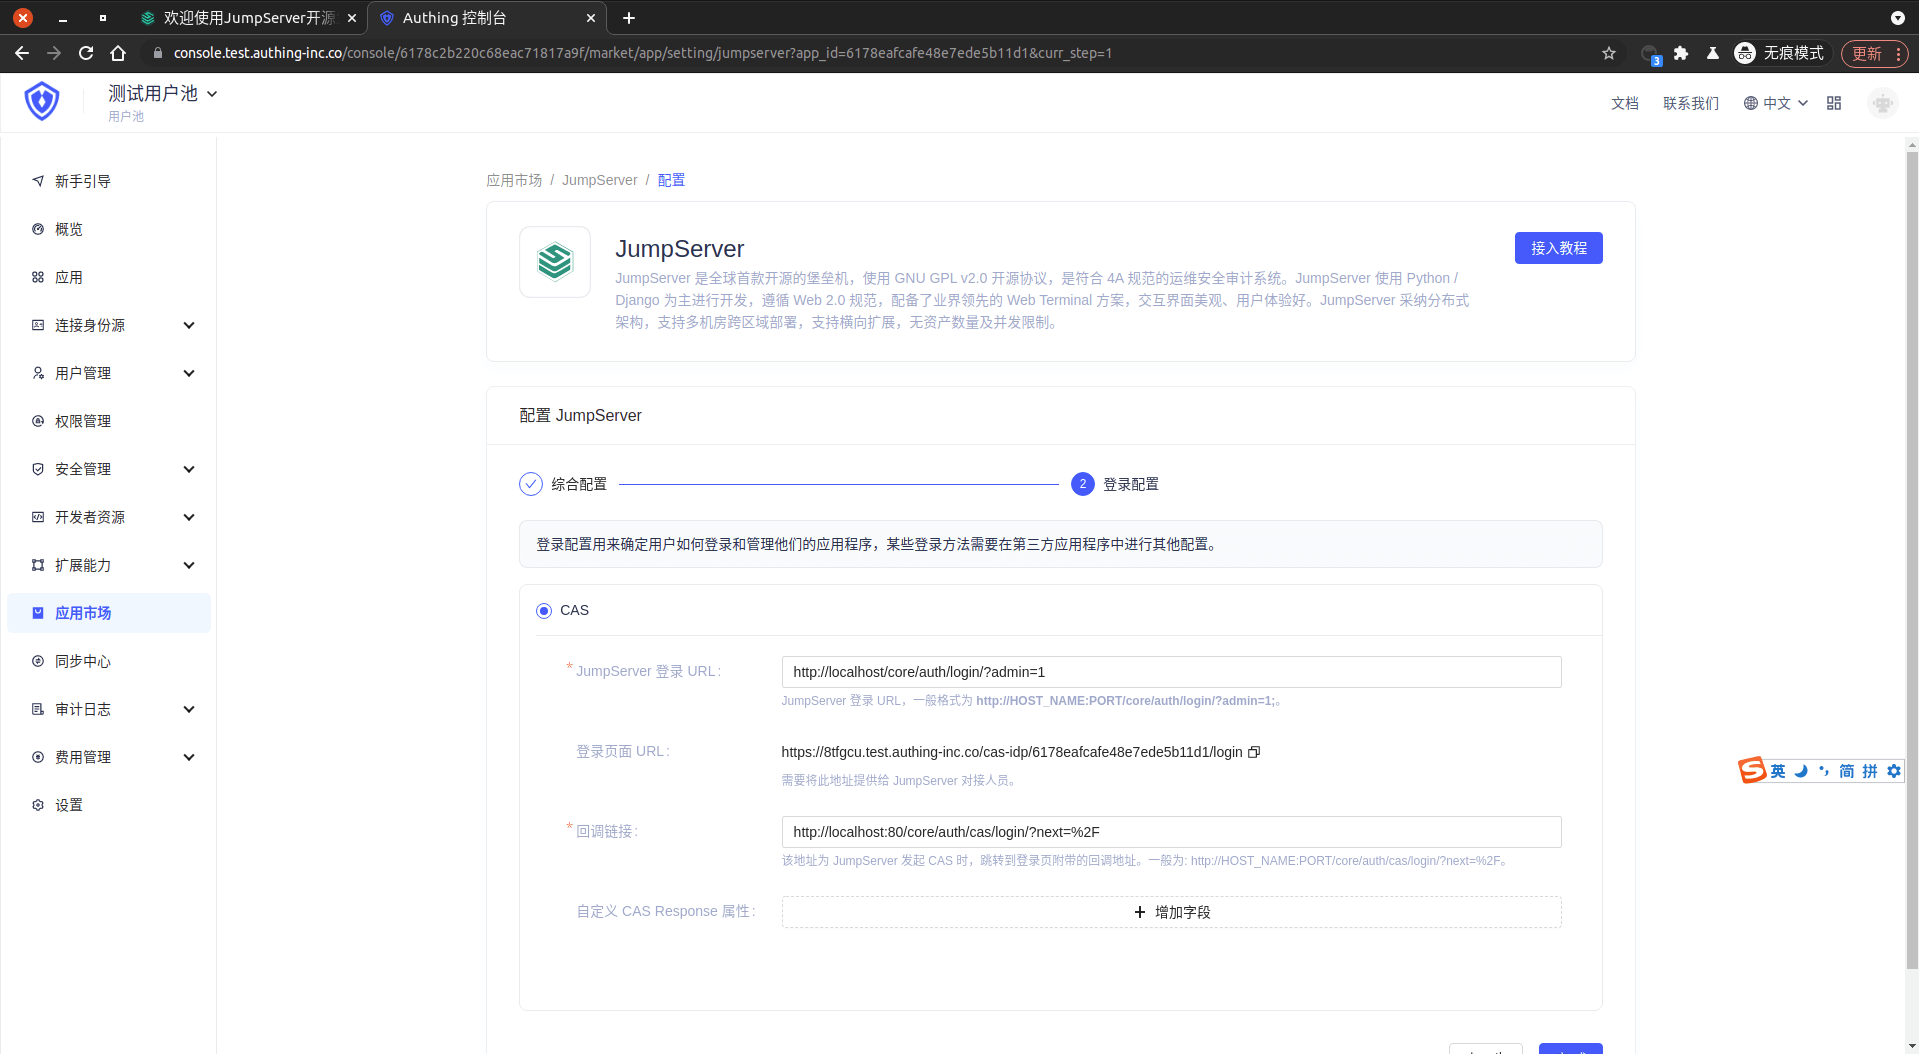 欢迎使用JumpServer开源
Authing 控制台
console.test.authing-inc.co/console/6178c2b220c68eac71817a9f/market/app/setting/jumpserver?app_id=6178eafcafe48e7ede5b11d1&curr_step=1
3
无痕模式
更新
测试用户池
用户池
文档
联系我们
中文
新手引导
概览
应用
连接身份源
用户管理
权限管理
安全管理
开发者资源
扩展能力
应用市场
同步中心
审计日志
费用管理
设置
应用市场 / JumpServer / 配置
JumpServer
接入教程
JumpServer 是全球首款开源的堡垒机，使用 GNU GPL v2.0 开源协议，是符合 4A 规范的运维安全审计系统。JumpServer 使用 Python /
Django 为主进行开发，遵循 Web 2.0 规范，配备了业界领先的 Web Terminal 方案，交互界面美观、用户体验好。JumpServer 采纳分布式
架构，支持多机房跨区域部署，支持横向扩展，无资产数量及并发限制。
配置 JumpServer
综合配置
2 登录配置
登录配置用来确定用户如何登录和管理他们的应用程序，某些登录方法需要在第三方应用程序中进行其他配置。
CAS
* JumpServer 登录 URL:
http://localhost/core/auth/login/?admin=1
JumpServer 登录 URL，一般格式为 http://HOST_NAME:PORT/core/auth/login/?admin=1;。
登录页面 URL:
https://8tfgcu.test.authing-inc.co/cas-idp/6178eafcafe48e7ede5b11d1/login
需要将此地址提供给 JumpServer 对接人员。
* 回调链接:
http://localhost:80/core/auth/cas/login/?next=%2F
该地址为 JumpServer 发起 CAS 时，跳转到登录页附带的回调地址。一般为: http://HOST_NAME:PORT/core/auth/cas/login/?next=%2F。
自定义 CAS Response 属性:
+ 增加字段
S 英 简 拼